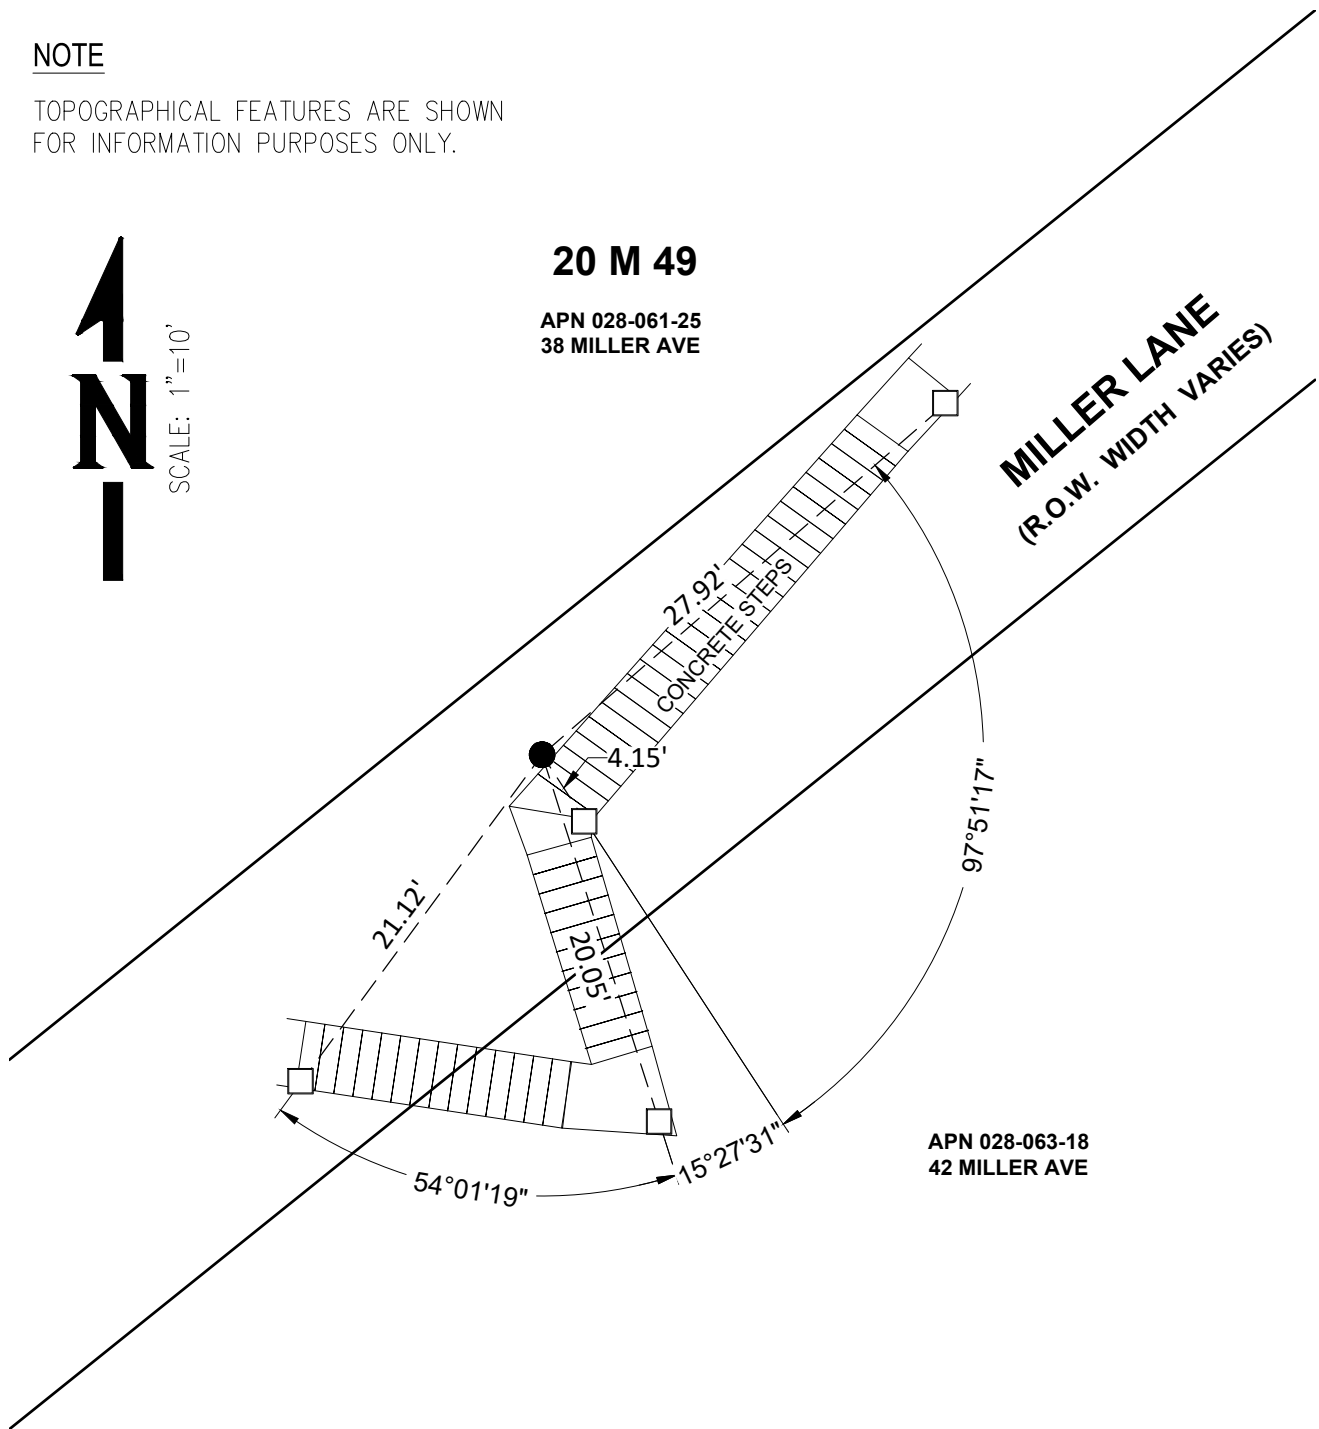 NOTE
TOPOGRAPHICAL FEATURES ARE SHOWN
FOR INFORMATION PURPOSES ONLY.
N
SCALE: 1"=10'
20 M 49
APN 028-061-25
38 MILLER AVE
MILLER LANE
(R.O.W. WIDTH VARIES)
27.92'
CONCRETE STEPS
4.15'
97°51'17"
21.12'
20.05'
15°27'31"
54°01'19"
APN 028-063-18
42 MILLER AVE